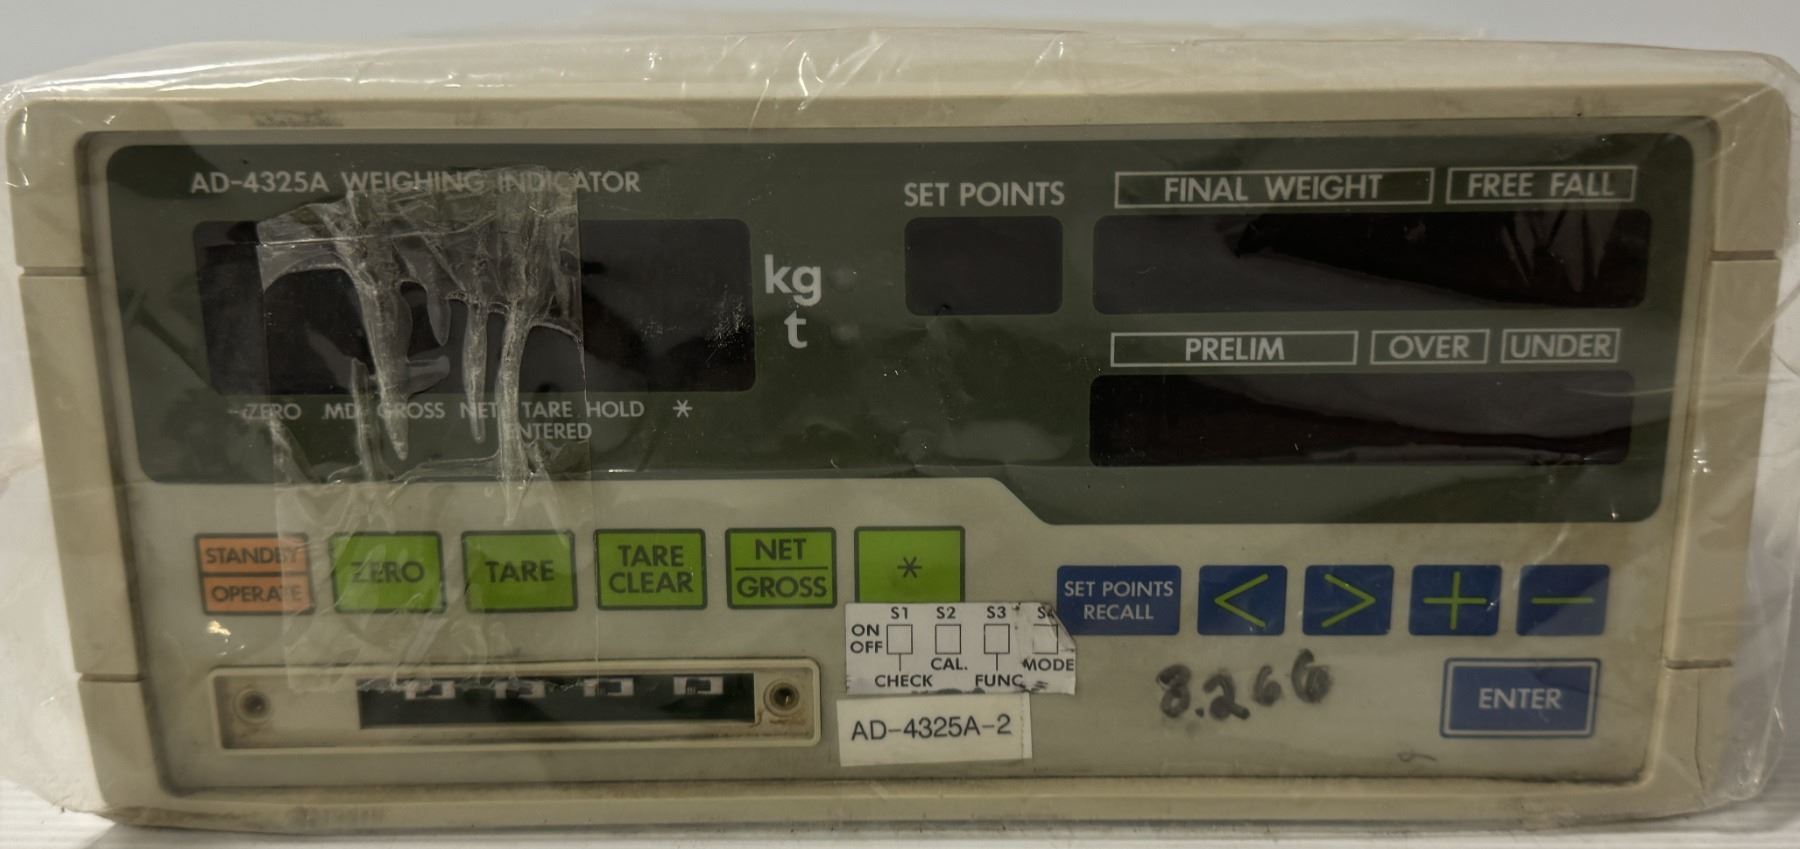 AD-4325A WEIGHING INDICATOR
SET POINTS
FINAL WEIGHT
FREE FALL
kg
t
PRELIM
OVER
UNDER
ZERO MD GROSS NET TARE HOLD *
ENTERED
STANDBY
OPERATE
ZERO
TARE
TARE
CLEAR
NET
GROSS
*
SET POINTS
RECALL
<
>
+
−
S1 S2 S3 S4
ON
OFF
CAL. MODE
CHECK FUNC
AD-4325A-2
3.266
ENTER